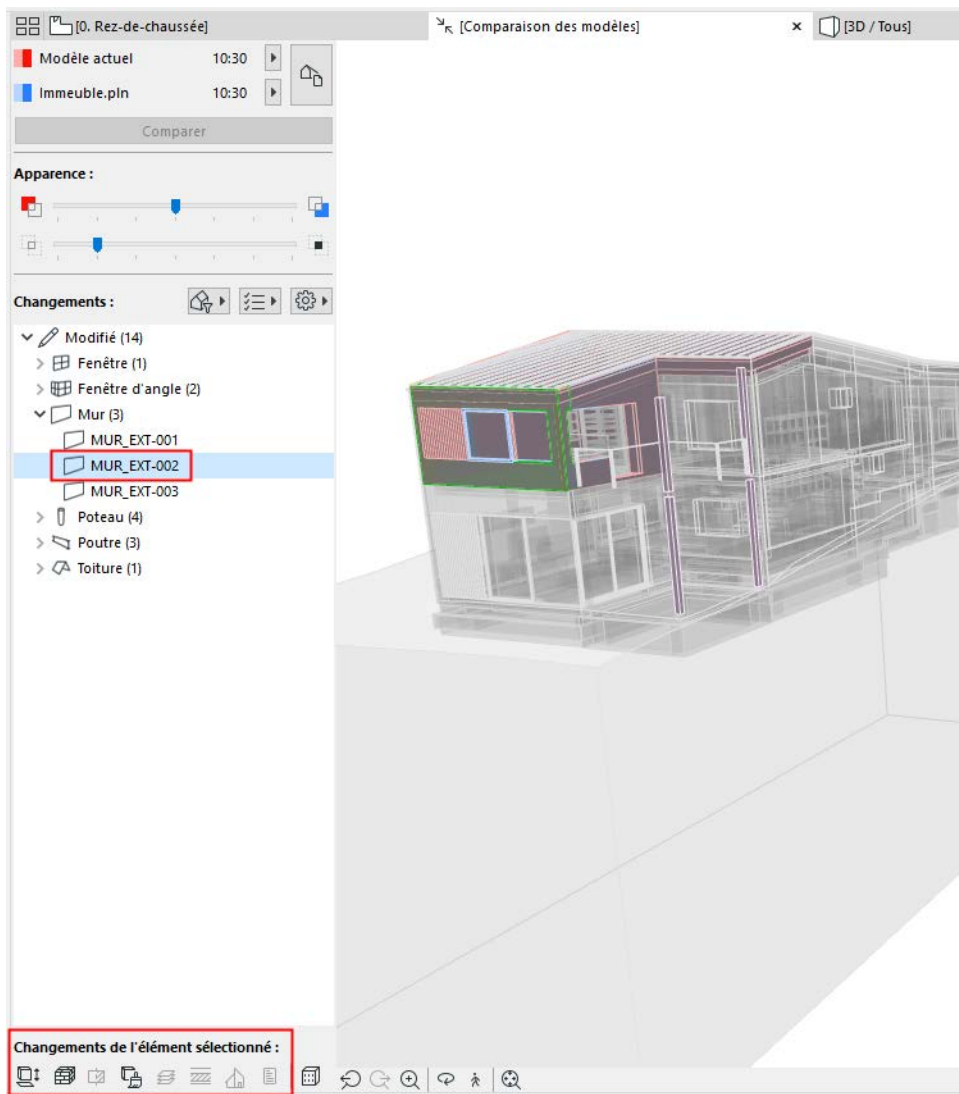 [0. Rez-de-chaussée]
[Comparaison des modèles]
[3D / Tous]
Modèle actuel 10:30
Immeuble.pln 10:30
Comparer
Apparence :
Changements :
Modifié (14)
Fenêtre (1)
Fenêtre d'angle (2)
Mur (3)
MUR_EXT-001
MUR_EXT-002
MUR_EXT-003
Poteau (4)
Poutre (3)
Toiture (1)
Changements de l'élément sélectionné :